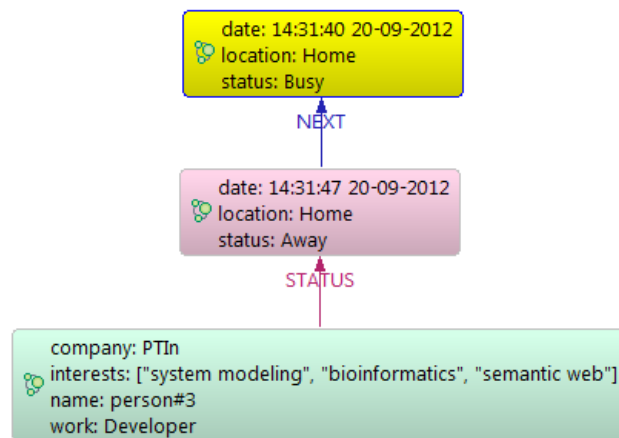 date: 14:31:40 20-09-2012
location: Home
status: Busy
NEXT
date: 14:31:47 20-09-2012
location: Home
status: Away
STATUS
company: PTIn
interests: ["system modeling", "bioinformatics", "semantic web"]
name: person#3
work: Developer